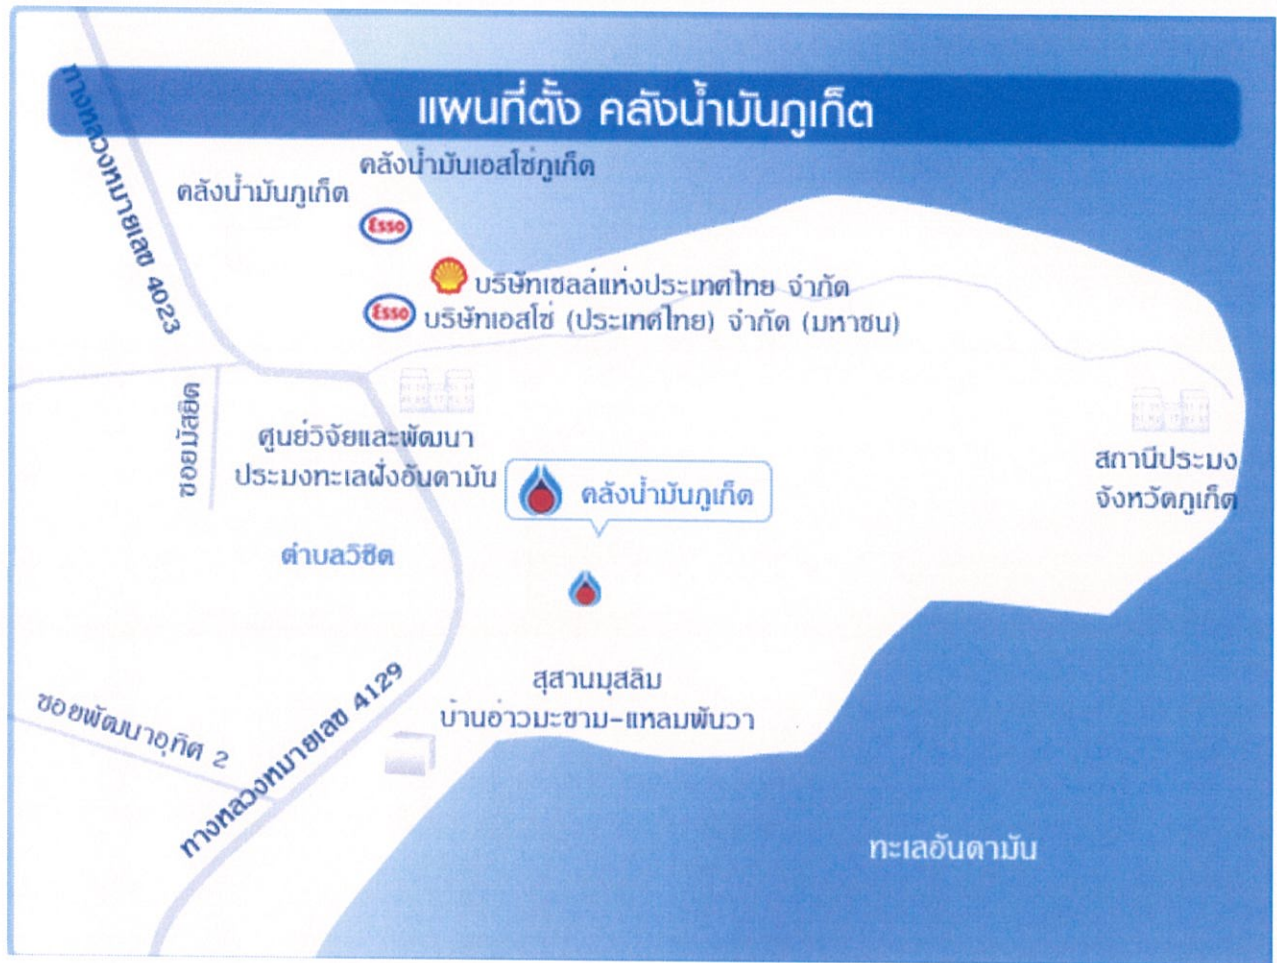 แผนที่ตั้ง คลังน้ำมันภูเก็ต
ทางหลวงหมายเลข 4023
คลังน้ำมันเอสโซ่ภูเก็ต
คลังน้ำมันภูเก็ต
Esso
บริษัทเชลล์แห่งประเทศไทย จำกัด
Esso
บริษัทเอสโซ่ (ประเทศไทย) จำกัด (มหาชน)
ซอยมัสยิด
ศูนย์วิจัยและพัฒนา
ประมงทะเลฝั่งอันดามัน
คลังน้ำมันภูเก็ต
สถานีประมง
จังหวัดภูเก็ต
ตำบลวิชิต
สุสานมุสลิม
บ้านอ่าวมะขาม-แหลมพันวา
ซอยพัฒนาอุทิศ 2
ทางหลวงหมายเลข 4129
ทะเลอันดามัน